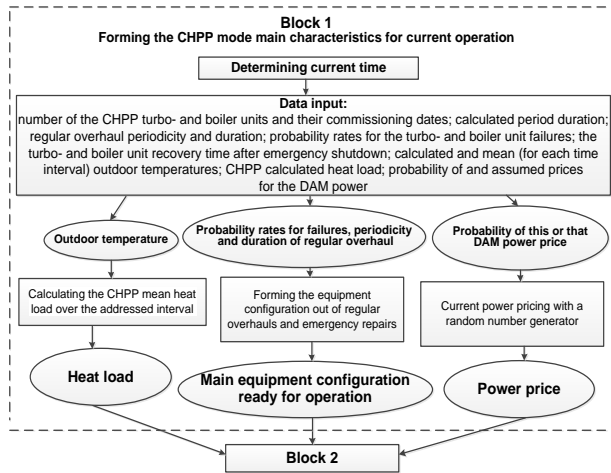 Block 1
Forming the CHPP mode main characteristics for current operation
Determining current time
Data input:
number of the CHPP turbo- and boiler units and their commissioning dates; calculated period duration;
regular overhaul periodicity and duration; probability rates for the turbo- and boiler unit failures; the
turbo- and boiler unit recovery time after emergency shutdown; calculated and mean (for each time
interval) outdoor temperatures; CHPP calculated heat load; probability of and assumed prices
for the DAM power
Outdoor temperature
Probability rates for failures, periodicity
and duration of regular overhaul
Probability of this or that
DAM power price
Calculating the CHPP mean heat
load over the addressed interval
Forming the equipment
configuration out of regular
overhauls and emergency repairs
Current power pricing with a
random number generator
Heat load
Main equipment configuration
ready for operation
Power price
Block 2